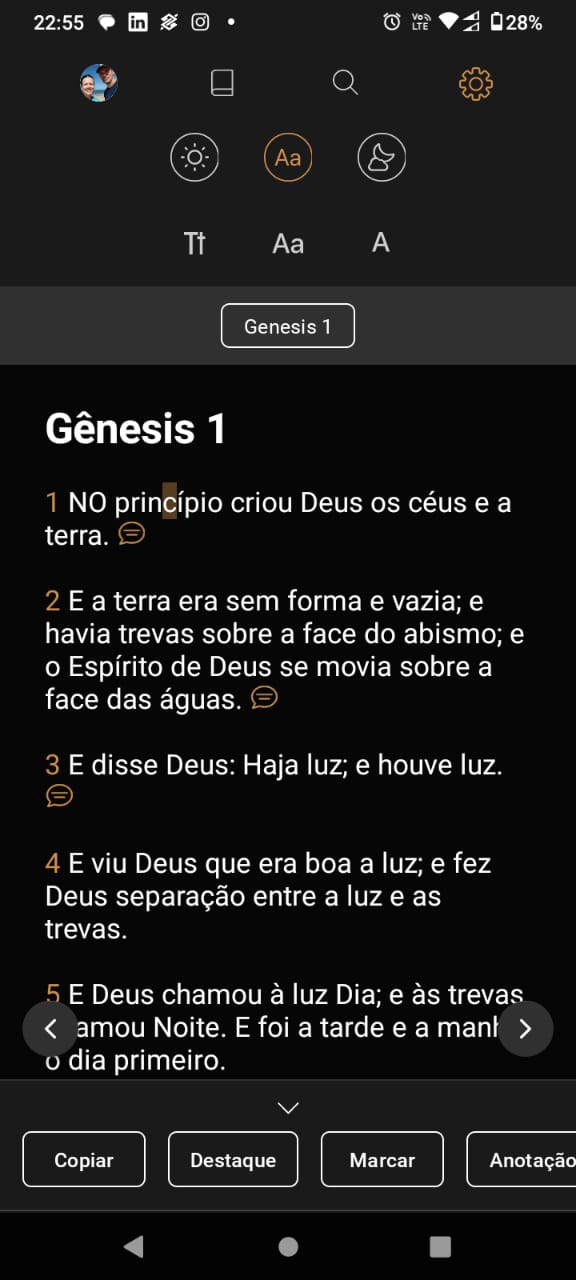 22:55 Vo LTE 28%
Aa
Tt Aa A
Genesis 1
Gênesis 1
1 NO princípio criou Deus os céus e a
terra.
2 E a terra era sem forma e vazia; e
havia trevas sobre a face do abismo; e
o Espírito de Deus se movia sobre a
face das águas.
3 E disse Deus: Haja luz; e houve luz.
4 E viu Deus que era boa a luz; e fez
Deus separação entre a luz e as
trevas.
5 E Deus chamou à luz Dia; e às trevas
amou Noite. E foi a tarde e a manh
o dia primeiro.
Copiar Destaque Marcar Anotação